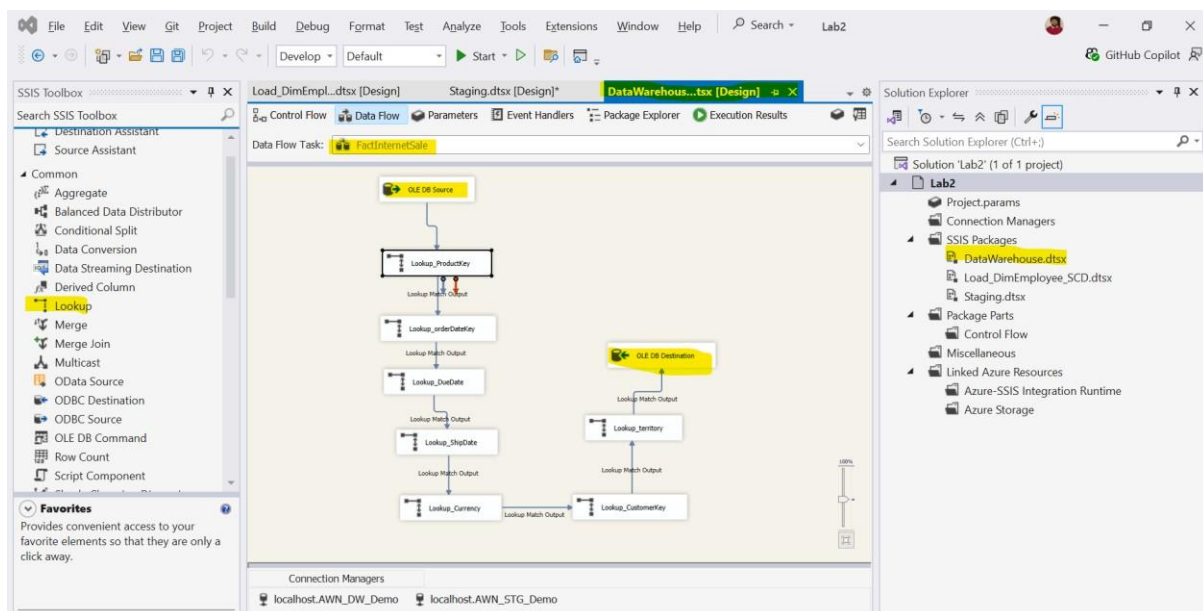 File Edit View Git Project Build Debug Format Test Analyze Tools Extensions Window Help Search Lab2
Develop Default Start GitHub Copilot
SSIS Toolbox
Search SSIS Toolbox
Destination Assistant
Source Assistant
Common
Aggregate
Balanced Data Distributor
Conditional Split
Data Conversion
Data Streaming Destination
Derived Column
Lookup
Merge
Merge Join
Multicast
OData Source
ODBC Destination
ODBC Source
OLE DB Command
Row Count
Script Component
Favorites
Provides convenient access to your
favorite elements so that they are only a
click away.
Load_DimEmpl...dtsx [Design] Staging.dtsx [Design]* DataWarehous...tsx [Design]
Control Flow Data Flow Parameters Event Handlers Package Explorer Execution Results
Data Flow Task: FactInternetSale
OLE DB Source
Lookup_ProductKey
Lookup Match Output
Lookup_orderDateKey
Lookup Match Output
Lookup_DueDate
Lookup Match Output
Lookup_ShipDate
Lookup Match Output
Lookup_Currency
Lookup Match Output
Lookup_CustomerKey
Lookup Match Output
Lookup_territory
Lookup Match Output
OLE DB Destination
100%
Connection Managers
localhost.AWN_DW_Demo localhost.AWN_STG_Demo
Solution Explorer
Search Solution Explorer (Ctrl+;)
Solution 'Lab2' (1 of 1 project)
Lab2
Project.params
Connection Managers
SSIS Packages
DataWarehouse.dtsx
Load_DimEmployee_SCD.dtsx
Staging.dtsx
Package Parts
Control Flow
Miscellaneous
Linked Azure Resources
Azure-SSIS Integration Runtime
Azure Storage